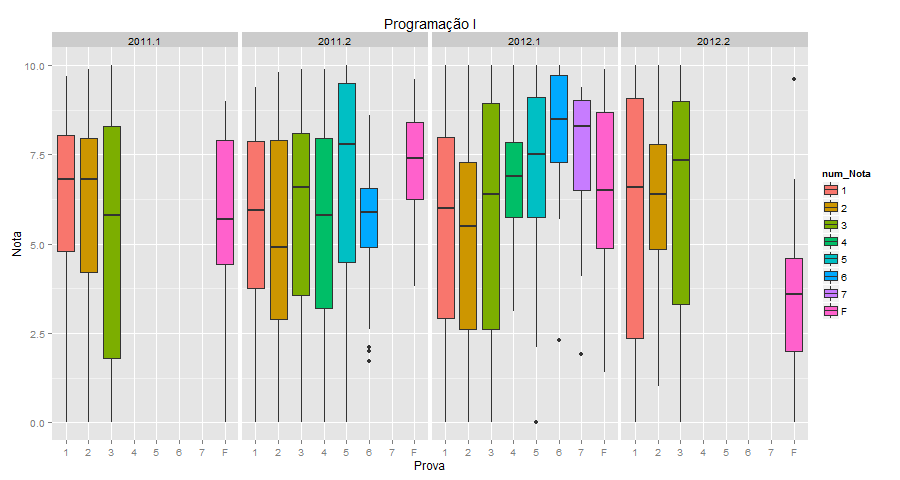 Programação I
2011.1 2011.2 2012.1 2012.2
Nota
10.0
7.5
5.0
2.5
0.0
1 2 3 4 5 6 7 F 1 2 3 4 5 6 7 F 1 2 3 4 5 6 7 F 1 2 3 4 5 6 7 F
Prova
num_Nota
1
2
3
4
5
6
7
F